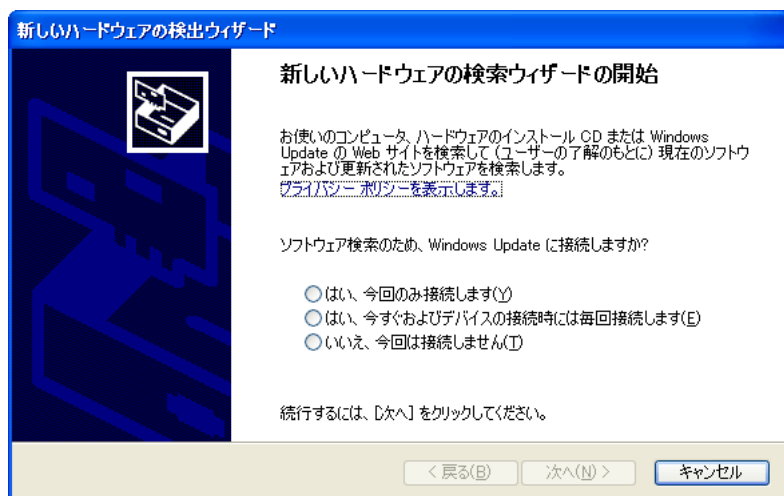 新しいハードウェアの検出ウィザード
新しいハードウェアの検索ウィザードの開始
お使いのコンピュータ、ハードウェアのインストール CD または Windows
Update の Web サイトを検索して (ユーザーの了解のもとに) 現在のソフトウ
ェアおよび更新されたソフトウェアを検索します。
プライバシー ポリシーを表示します。
ソフトウェア検索のため、Windows Update に接続しますか?
はい、今回のみ接続します(Y)
はい、今すぐおよびデバイスの接続時には毎回接続します(E)
いいえ、今回は接続しません(T)
続行するには、[次へ] をクリックしてください。
< 戻る(B) 次へ(N) > キャンセル